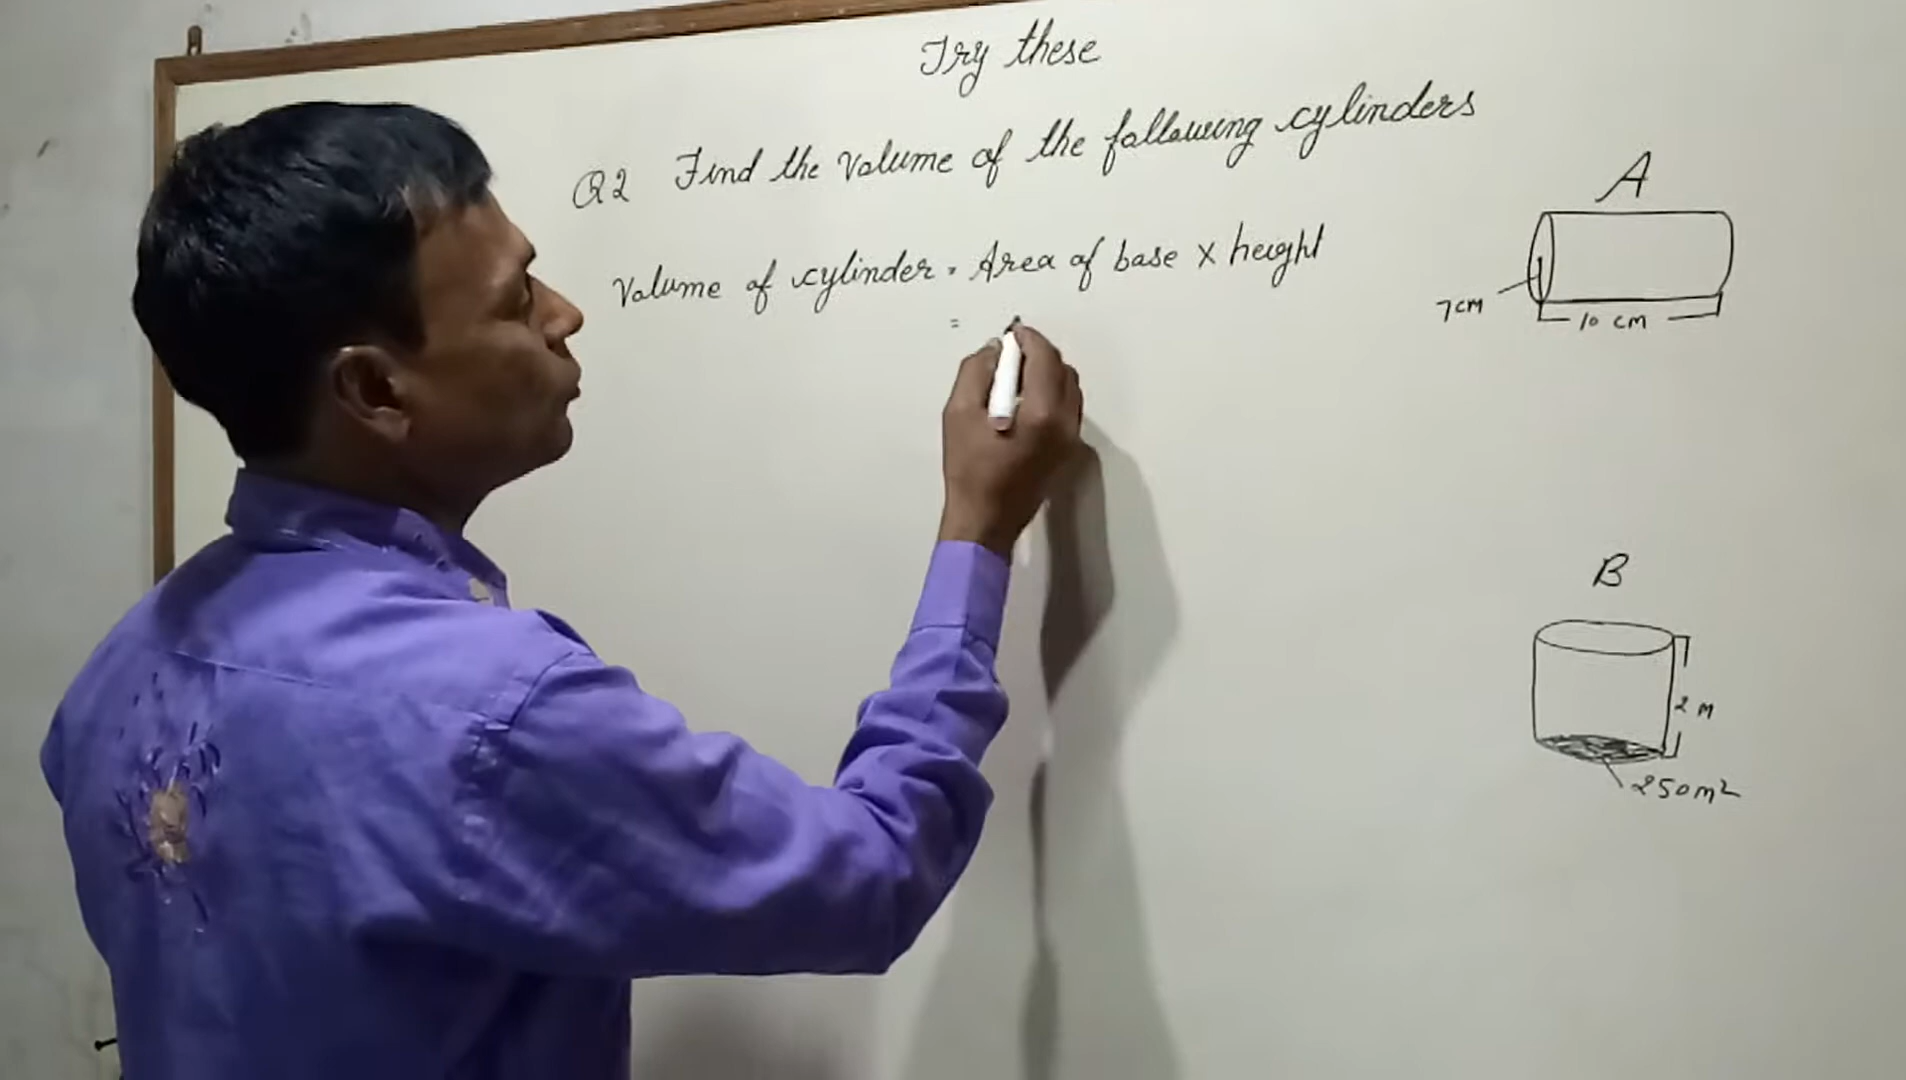 Try these
Q2 Find the volume of the following cylinders
Volume of cylinder = Area of base x height
=
A
7cm
10 cm
B
2 m
250m2